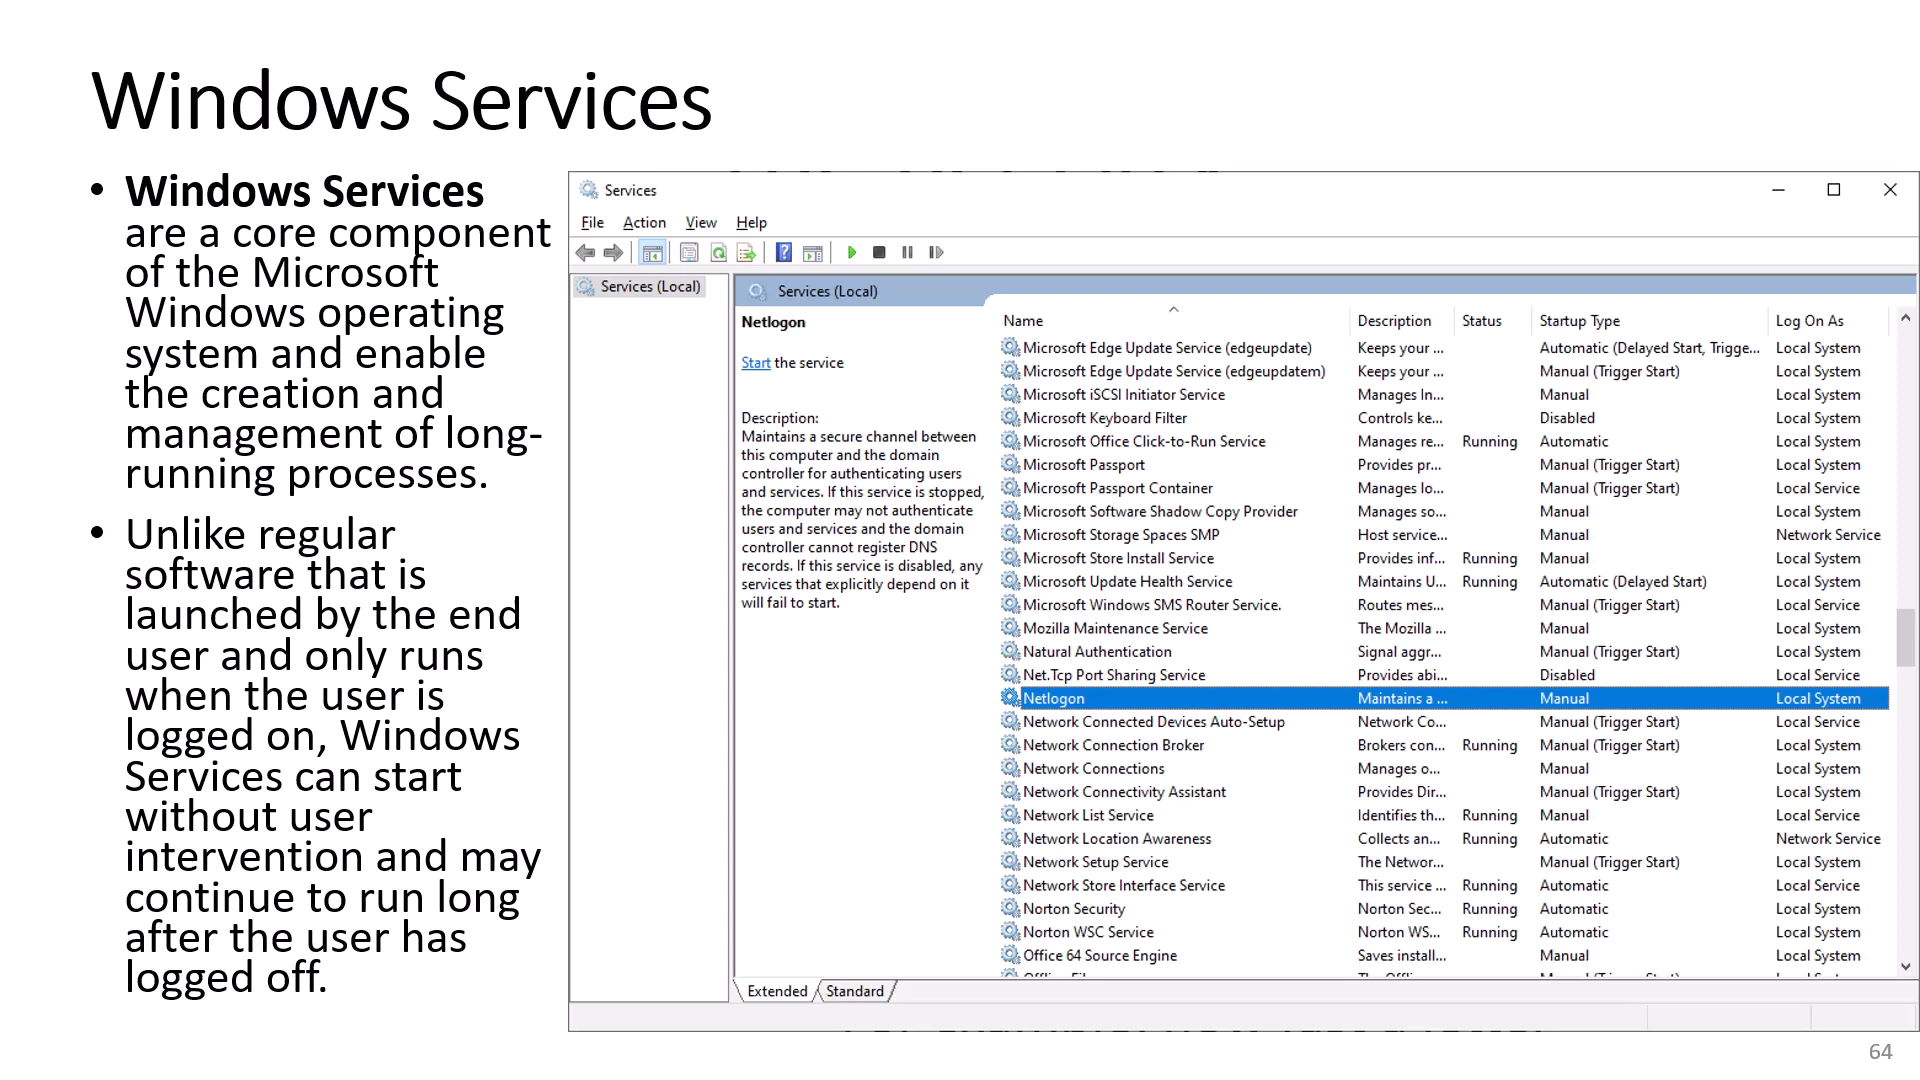 Windows Services
• Windows Services
are a core component
of the Microsoft
Windows operating
system and enable
the creation and
management of long-
running processes.
• Unlike regular
software that is
launched by the end
user and only runs
when the user is
logged on, Windows
Services can start
without user
intervention and may
continue to run long
after the user has
logged off.
Services
File Action View Help
Services (Local)
Services (Local)
Netlogon
Start the service
Description:
Maintains a secure channel between
this computer and the domain
controller for authenticating users
and services. If this service is stopped,
the computer may not authenticate
users and services and the domain
controller cannot register DNS
records. If this service is disabled, any
services that explicitly depend on it
will fail to start.
Name Description Status Startup Type Log On As
Microsoft Edge Update Service (edgeupdate) Keeps your ... Automatic (Delayed Start, Trigge... Local System
Microsoft Edge Update Service (edgeupdatem) Keeps your ... Manual (Trigger Start) Local System
Microsoft iSCSI Initiator Service Manages In... Manual Local System
Microsoft Keyboard Filter Controls ke... Disabled Local System
Microsoft Office Click-to-Run Service Manages re... Running Automatic Local System
Microsoft Passport Provides pr... Manual (Trigger Start) Local System
Microsoft Passport Container Manages lo... Manual (Trigger Start) Local Service
Microsoft Software Shadow Copy Provider Manages so... Manual Local System
Microsoft Storage Spaces SMP Host service... Manual Network Service
Microsoft Store Install Service Provides inf... Running Manual Local System
Microsoft Update Health Service Maintains U... Running Automatic (Delayed Start) Local System
Microsoft Windows SMS Router Service. Routes mes... Manual (Trigger Start) Local Service
Mozilla Maintenance Service The Mozilla ... Manual Local System
Natural Authentication Signal aggr... Manual (Trigger Start) Local System
Net.Tcp Port Sharing Service Provides abi... Disabled Local Service
Netlogon Maintains a ... Manual Local System
Network Connected Devices Auto-Setup Network Co... Manual (Trigger Start) Local Service
Network Connection Broker Brokers con... Running Manual (Trigger Start) Local System
Network Connections Manages o... Manual Local System
Network Connectivity Assistant Provides Dir... Manual (Trigger Start) Local System
Network List Service Identifies th... Running Manual Local Service
Network Location Awareness Collects an... Running Automatic Network Service
Network Setup Service The Networ... Manual (Trigger Start) Local System
Network Store Interface Service This service ... Running Automatic Local Service
Norton Security Norton Sec... Running Automatic Local System
Norton WSC Service Norton WS... Running Automatic Local System
Office 64 Source Engine Saves install... Manual Local System
Extended Standard
64